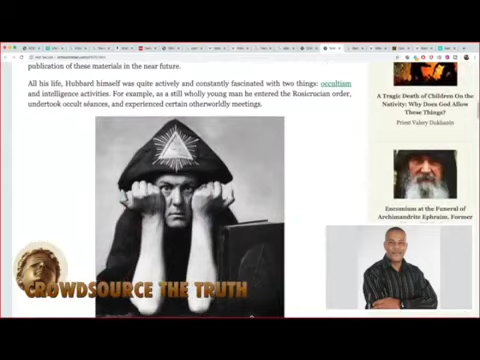 publication of these materials in the near future.
All his life, Hubbard himself was quite actively and constantly fascinated with two things: occultism
and intelligence activities. For example, as a still wholly young man he entered the Rosicrucian order,
undertook occult séances, and experienced certain otherworldly meetings.
A Tragic Death of Children On the
Nativity: Why Does God Allow
These Things?
Priest Valery Dukhanin
Encomium at the Funeral of
Archimandrite Ephraim, Former
CROWDSOURCE THE TRUTH